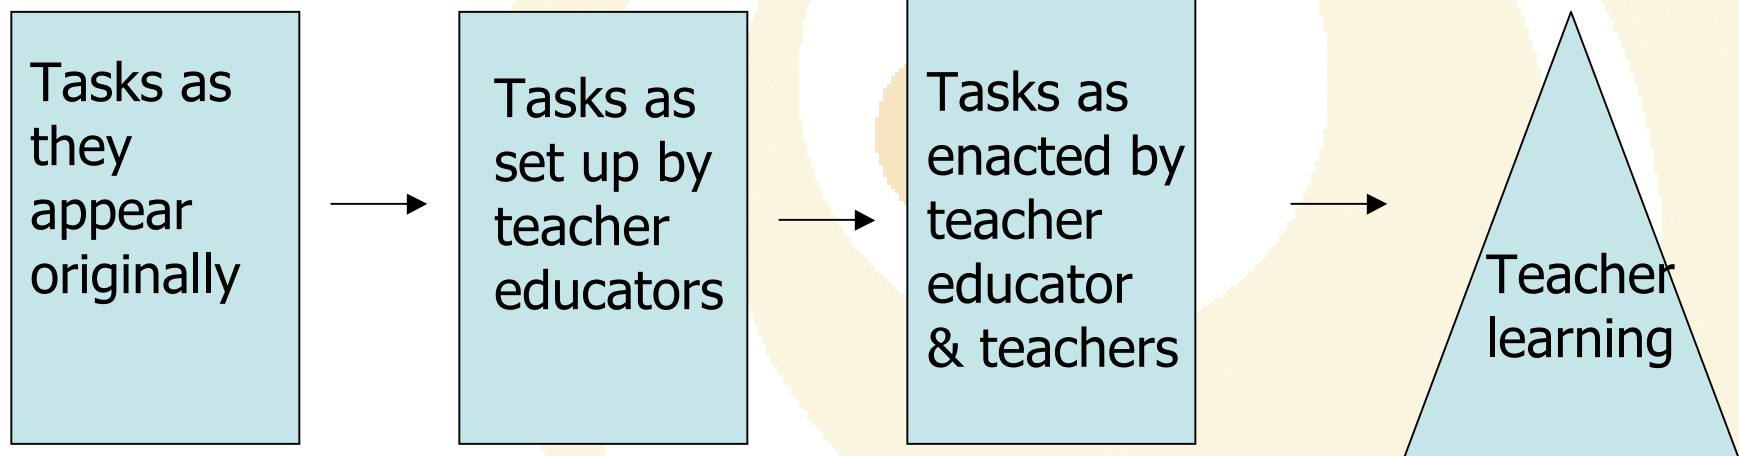 Tasks as
they
appear
originally
Tasks as
set up by
teacher
educators
Tasks as
enacted by
teacher
educator
& teachers
Teacher
learning